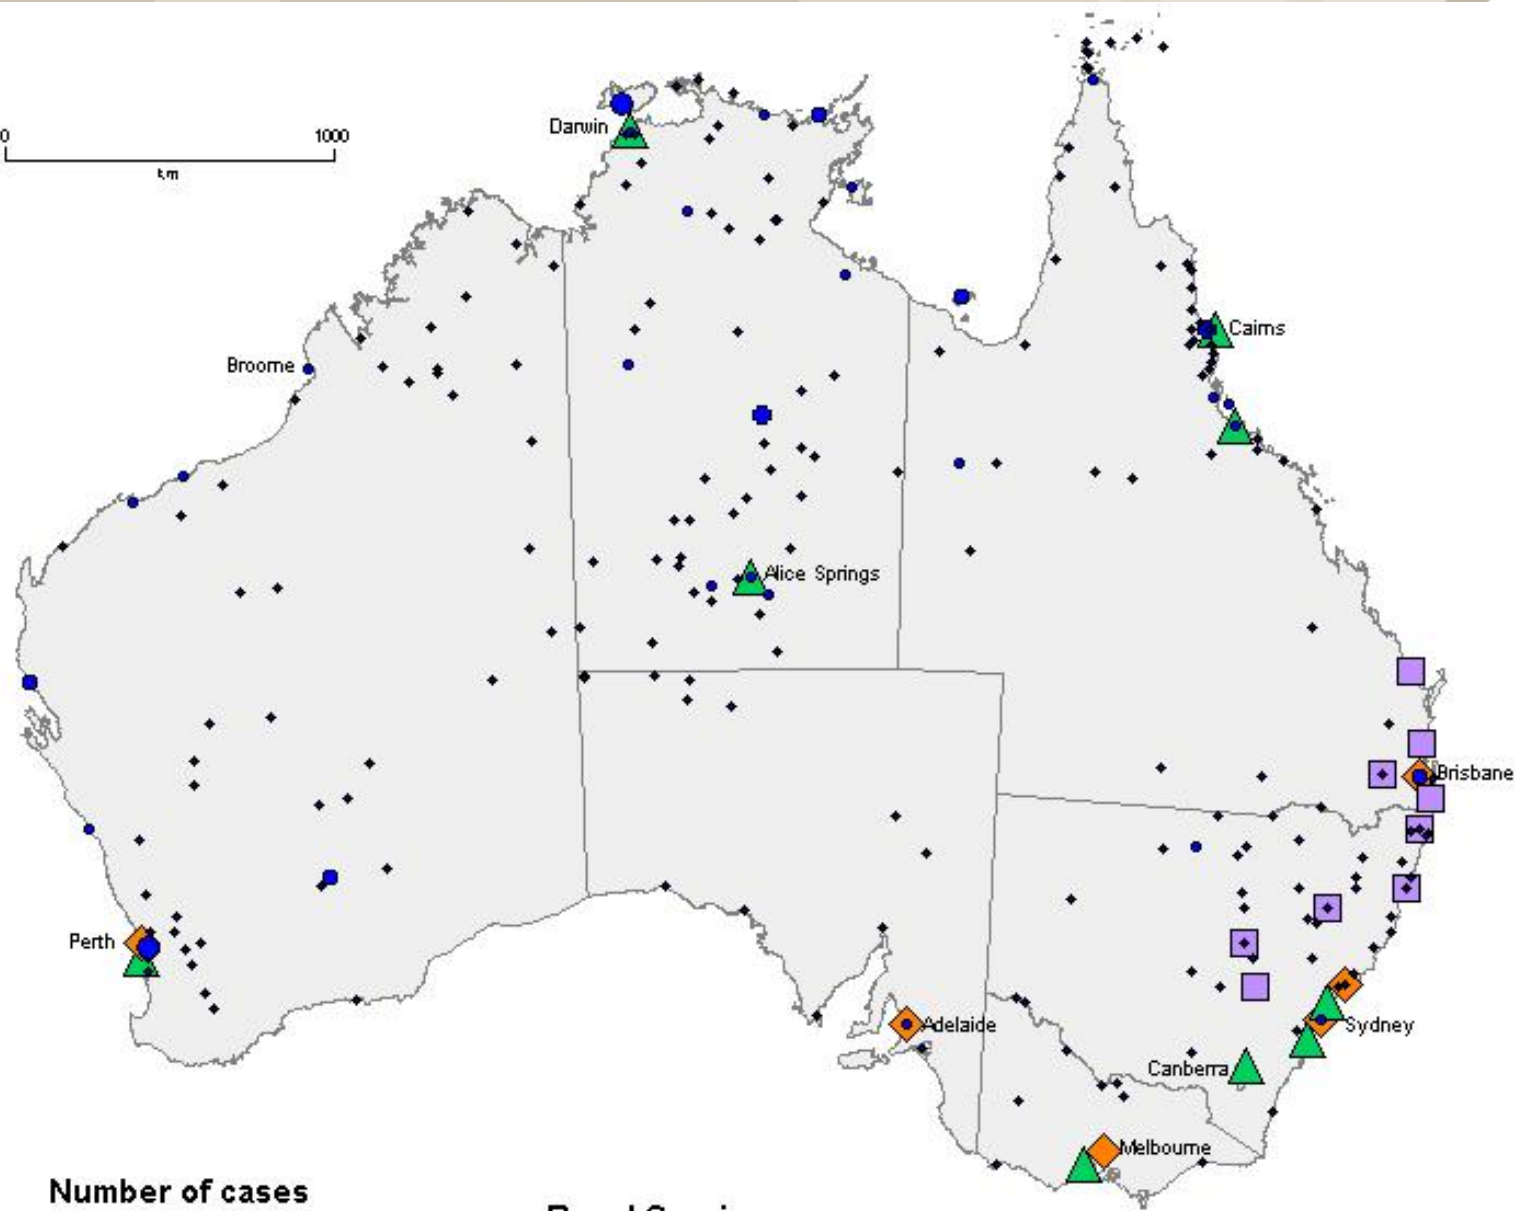 0 1000
km
Darwin
Cairns
Broome
Alice Springs
Brisbane
Perth
Adelaide
Sydney
Canberra
Melbourne
Number of cases